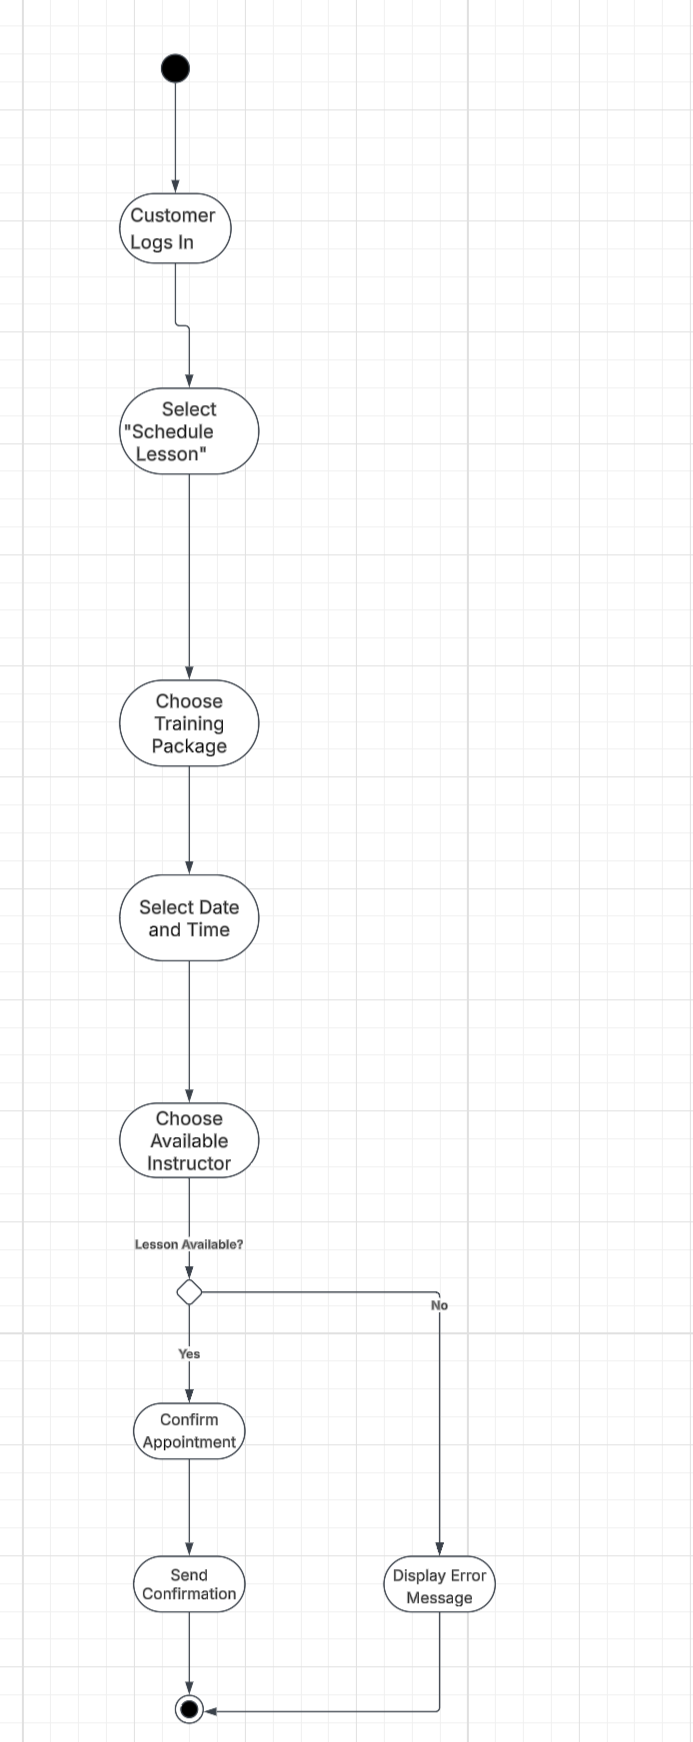 Customer
Logs In
Select
"Schedule
Lesson"
Choose
Training
Package
Select Date
and Time
Choose
Available
Instructor
Lesson Available?
No
Yes
Confirm
Appointment
Send
Confirmation
Display Error
Message